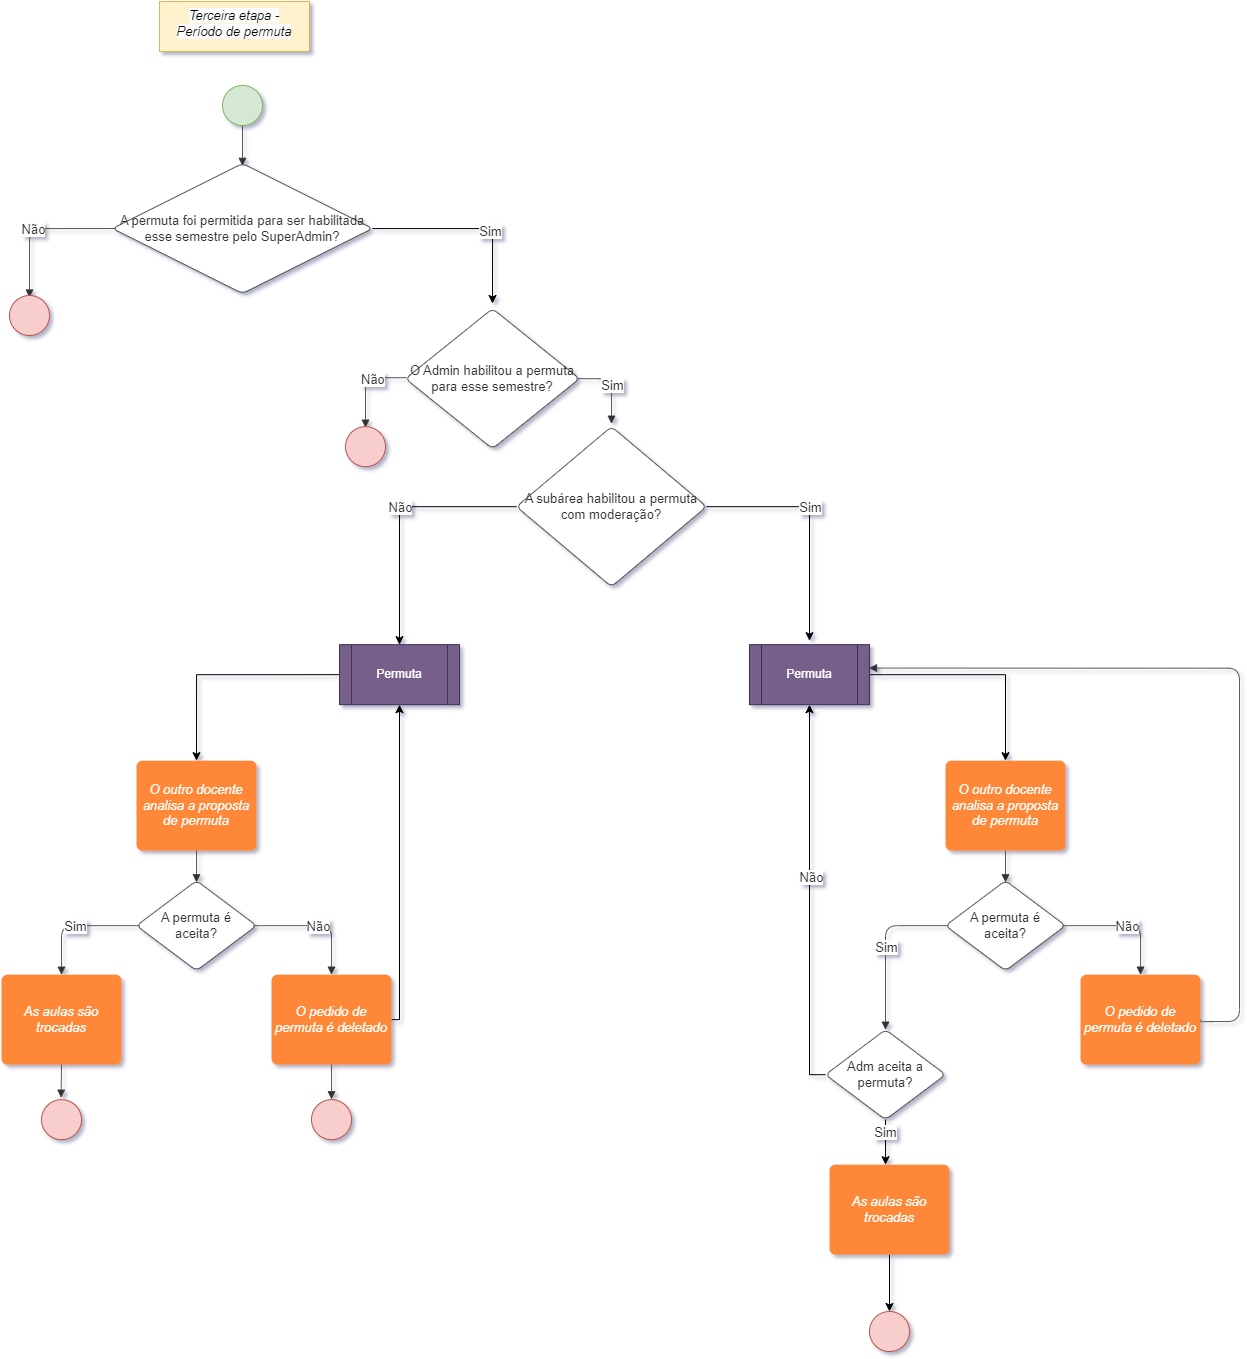 Terceira etapa -
Período de permuta
A permuta foi permitida para ser habilitada
esse semestre pelo SuperAdmin?
Não
Sim
O Admin habilitou a permuta
para esse semestre?
Não
Sim
A subárea habilitou a permuta
com moderação?
Não
Sim
Permuta
Permuta
O outro docente
analisa a proposta
de permuta
O outro docente
analisa a proposta
de permuta
Não
A permuta é
aceita?
Sim
Não
A permuta é
aceita?
Sim
Não
As aulas são
trocadas
O pedido de
permuta é deletado
O pedido de
permuta é deletado
Adm aceita a
permuta?
Sim
As aulas são
trocadas